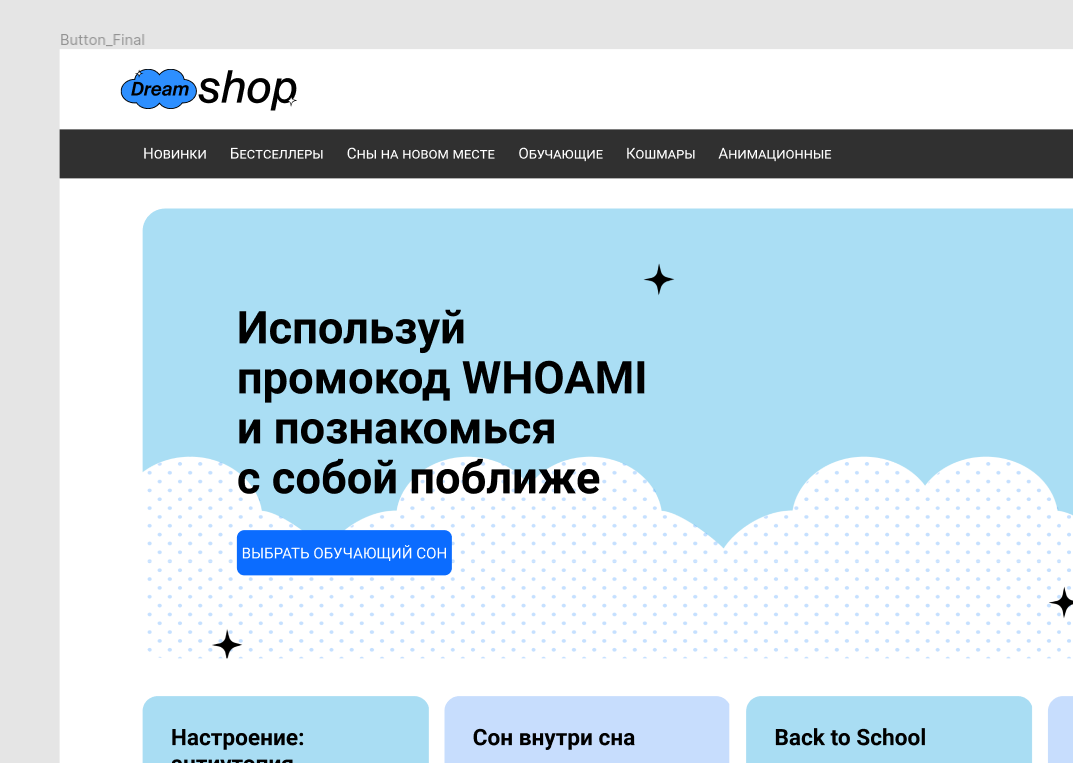 Button_Final
Dream shop
Новинки Бестселлеры Сны на новом месте Обучающие Кошмары Анимационные
Используй
промокод WHOAMI
и познакомься
с собой поближе
ВЫБРАТЬ ОБУЧАЮЩИЙ СОН
Настроение:
антиутопия
Сон внутри сна
Back to School